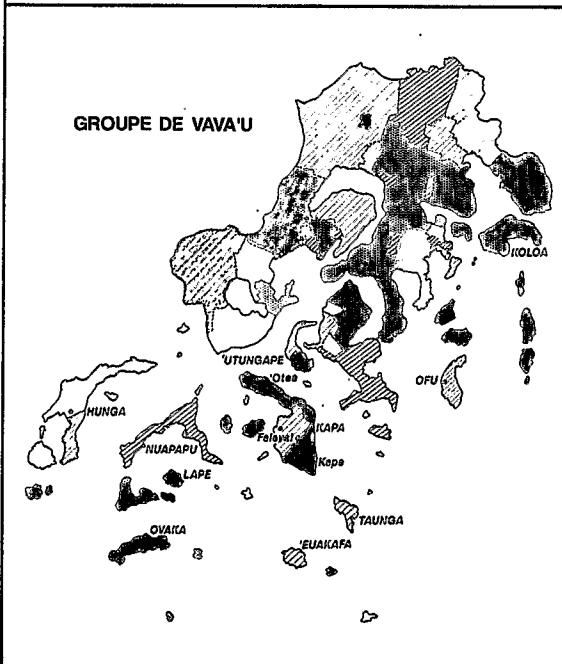 GROUPE DE VAVA'U
KOLOA
'UTUNGAPE
'Otea
OFU
HUNGA
KAPA
Falevai
NUAPAPU
Kapa
LAPE
TAUNGA
OVAKA
'EUAKAFA